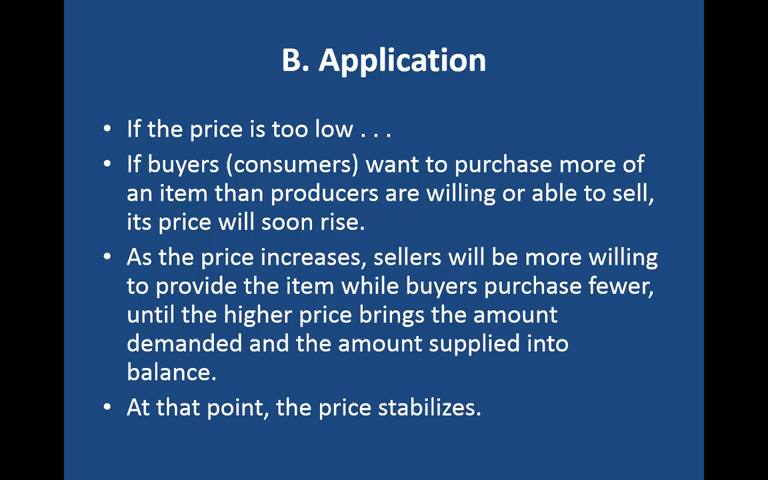 B. Application
• If the price is too low . . .
• If buyers (consumers) want to purchase more of
an item than producers are willing or able to sell,
its price will soon rise.
• As the price increases, sellers will be more willing
to provide the item while buyers purchase fewer,
until the higher price brings the amount
demanded and the amount supplied into
balance.
• At that point, the price stabilizes.